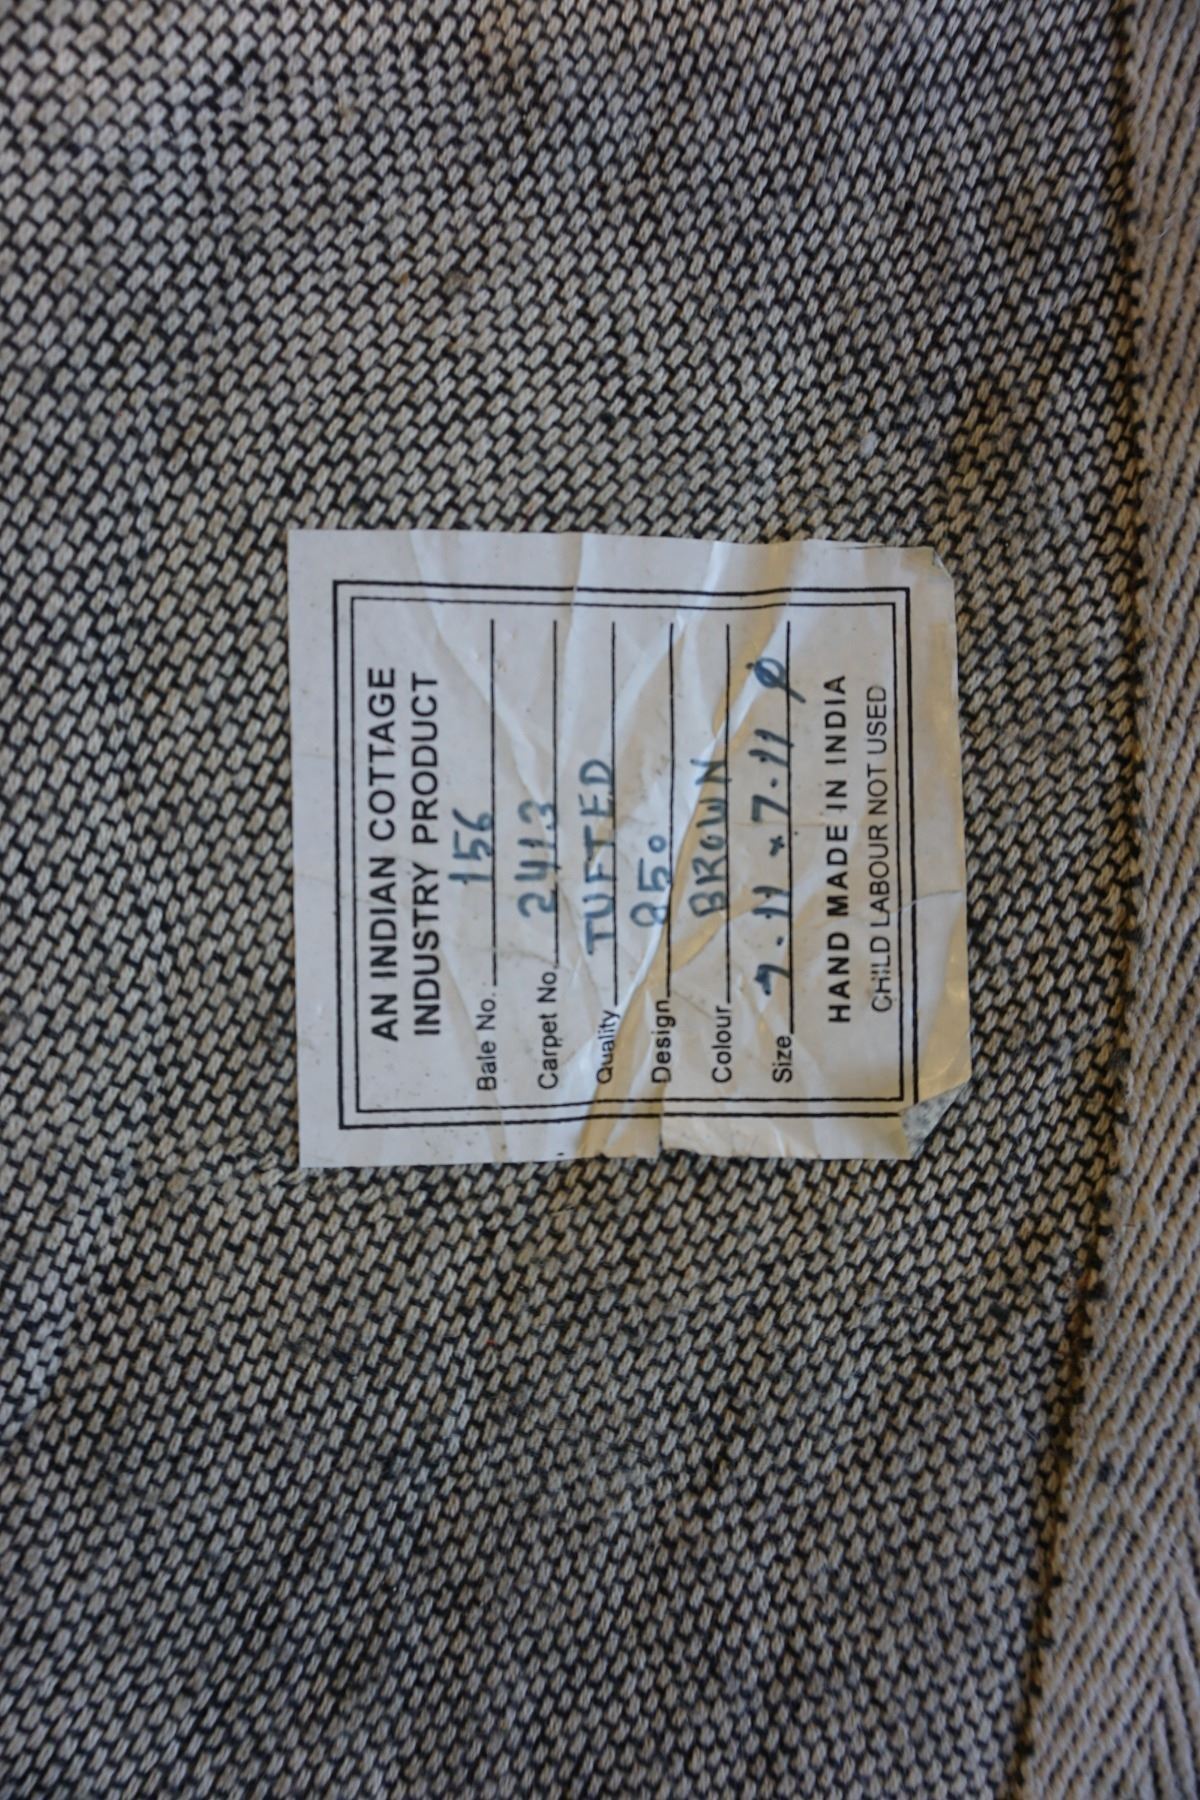 AN INDIAN COTTAGE
INDUSTRY PRODUCT
Bale No. 156
Carpet No. 2413
Quality TUFTED
Design 850
Colour BROWN
Size 7.11 x 7.11 φ
HAND MADE IN INDIA
CHILD LABOUR NOT USED